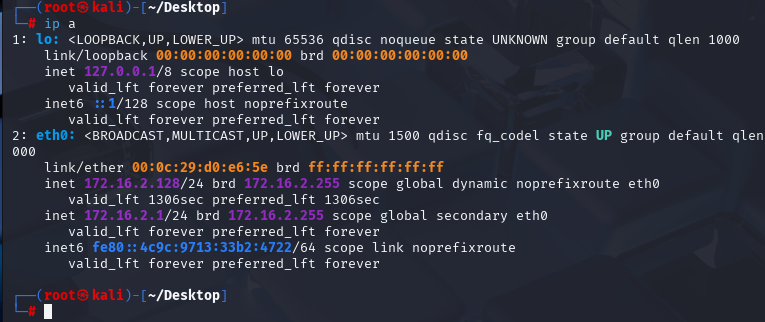 ┌──(root㉿kali)-[~/Desktop]
└─# ip a
1: lo: <LOOPBACK,UP,LOWER_UP> mtu 65536 qdisc noqueue state UNKNOWN group default qlen 1000
    link/loopback 00:00:00:00:00:00 brd 00:00:00:00:00:00
    inet 127.0.0.1/8 scope host lo
       valid_lft forever preferred_lft forever
    inet6 ::1/128 scope host noprefixroute
       valid_lft forever preferred_lft forever
2: eth0: <BROADCAST,MULTICAST,UP,LOWER_UP> mtu 1500 qdisc fq_codel state UP group default qlen
000
    link/ether 00:0c:29:d0:e6:5e brd ff:ff:ff:ff:ff:ff
    inet 172.16.2.128/24 brd 172.16.2.255 scope global dynamic noprefixroute eth0
       valid_lft 1306sec preferred_lft 1306sec
    inet 172.16.2.1/24 brd 172.16.2.255 scope global secondary eth0
       valid_lft forever preferred_lft forever
    inet6 fe80::4c9c:9713:33b2:4722/64 scope link noprefixroute
       valid_lft forever preferred_lft forever
┌──(root㉿kali)-[~/Desktop]
└─#